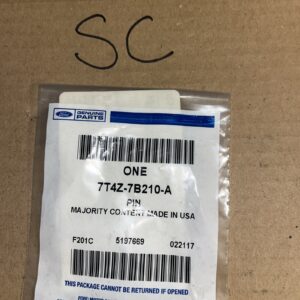 SC
Ford
GENUINE
PARTS
ONE
7T4Z-7B210-A
PIN
MAJORITY CONTENT MADE IN USA
F201C 5197669 022117
THIS PACKAGE CANNOT BE RETURNED IF OPENED